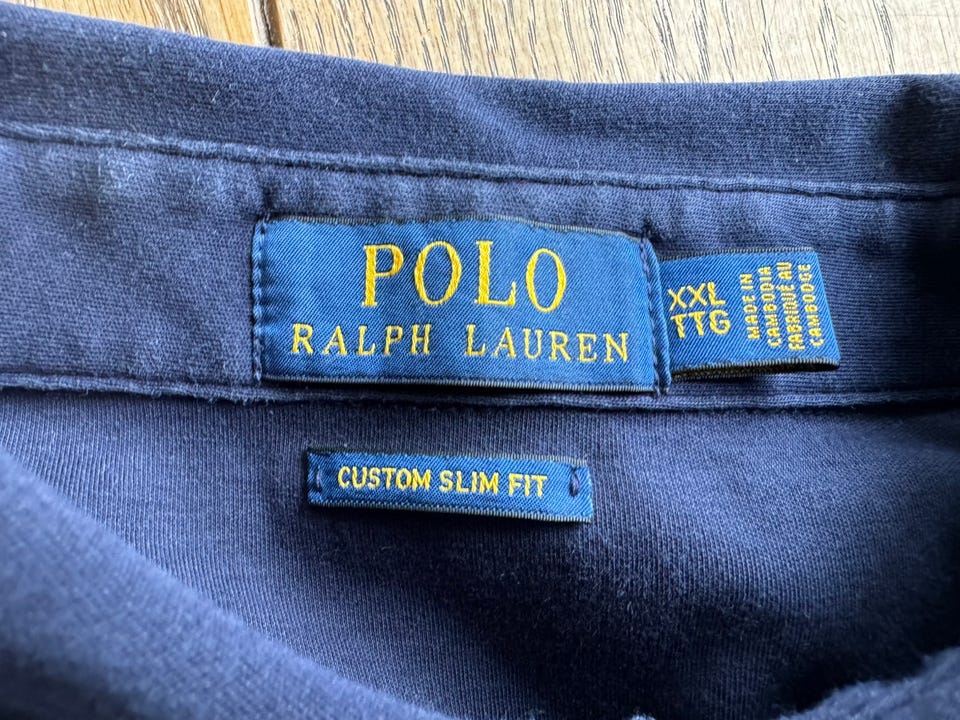 POLO
RALPH LAUREN
XXL
TTG
MADE IN
CAMBODIA
FABRIQUÉ AU
CAMBODGE
CUSTOM SLIM FIT